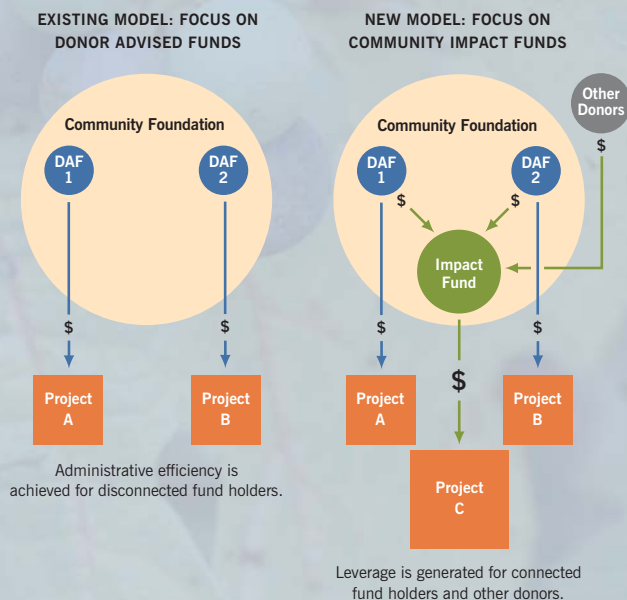 EXISTING MODEL: FOCUS ON
DONOR ADVISED FUNDS
Community Foundation
DAF
1
DAF
2
$
$
Project
A
Project
B
Administrative efficiency is
achieved for disconnected fund holders.
NEW MODEL: FOCUS ON
COMMUNITY IMPACT FUNDS
Other
Donors
$
Community Foundation
DAF
1
DAF
2
$
$
Impact
Fund
$
$
$
Project
A
Project
B
Project
C
Leverage is generated for connected
fund holders and other donors.